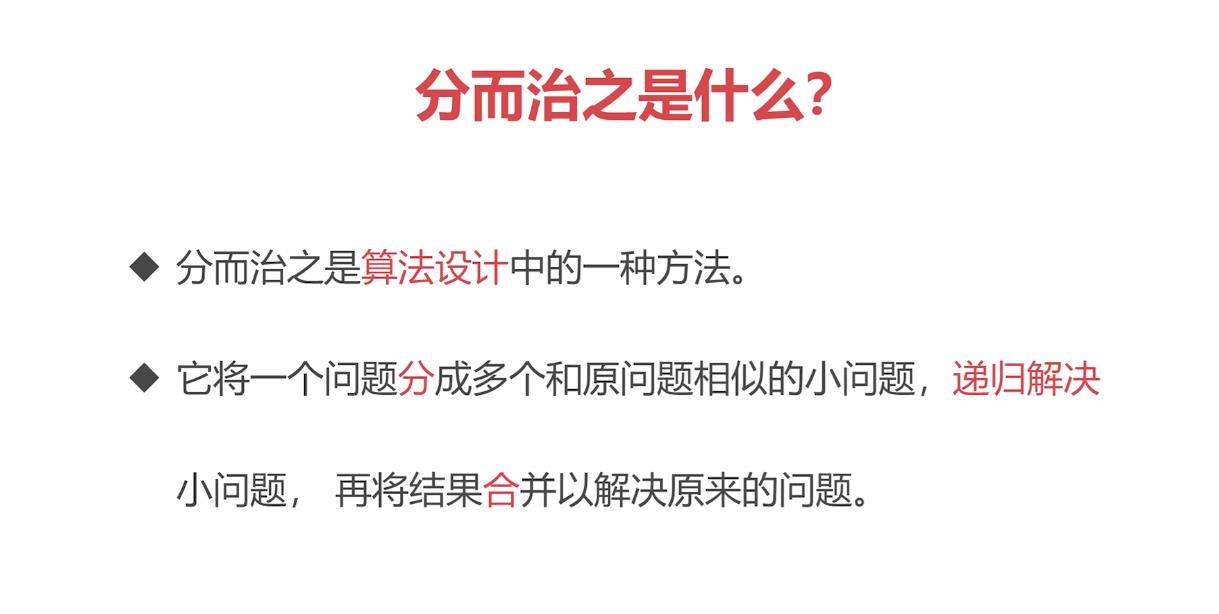 分而治之是什么？
◆ 分而治之是算法设计中的一种方法。
◆ 它将一个问题分成多个和原问题相似的小问题，递归解决
小问题， 再将结果合并以解决原来的问题。